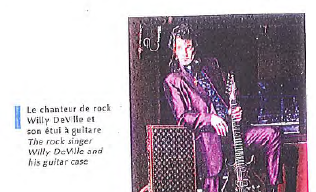 Le chanteur de rock
Willy DeVille et
son étui à guitare
The rock singer
Willy DeVille and
his guitar case